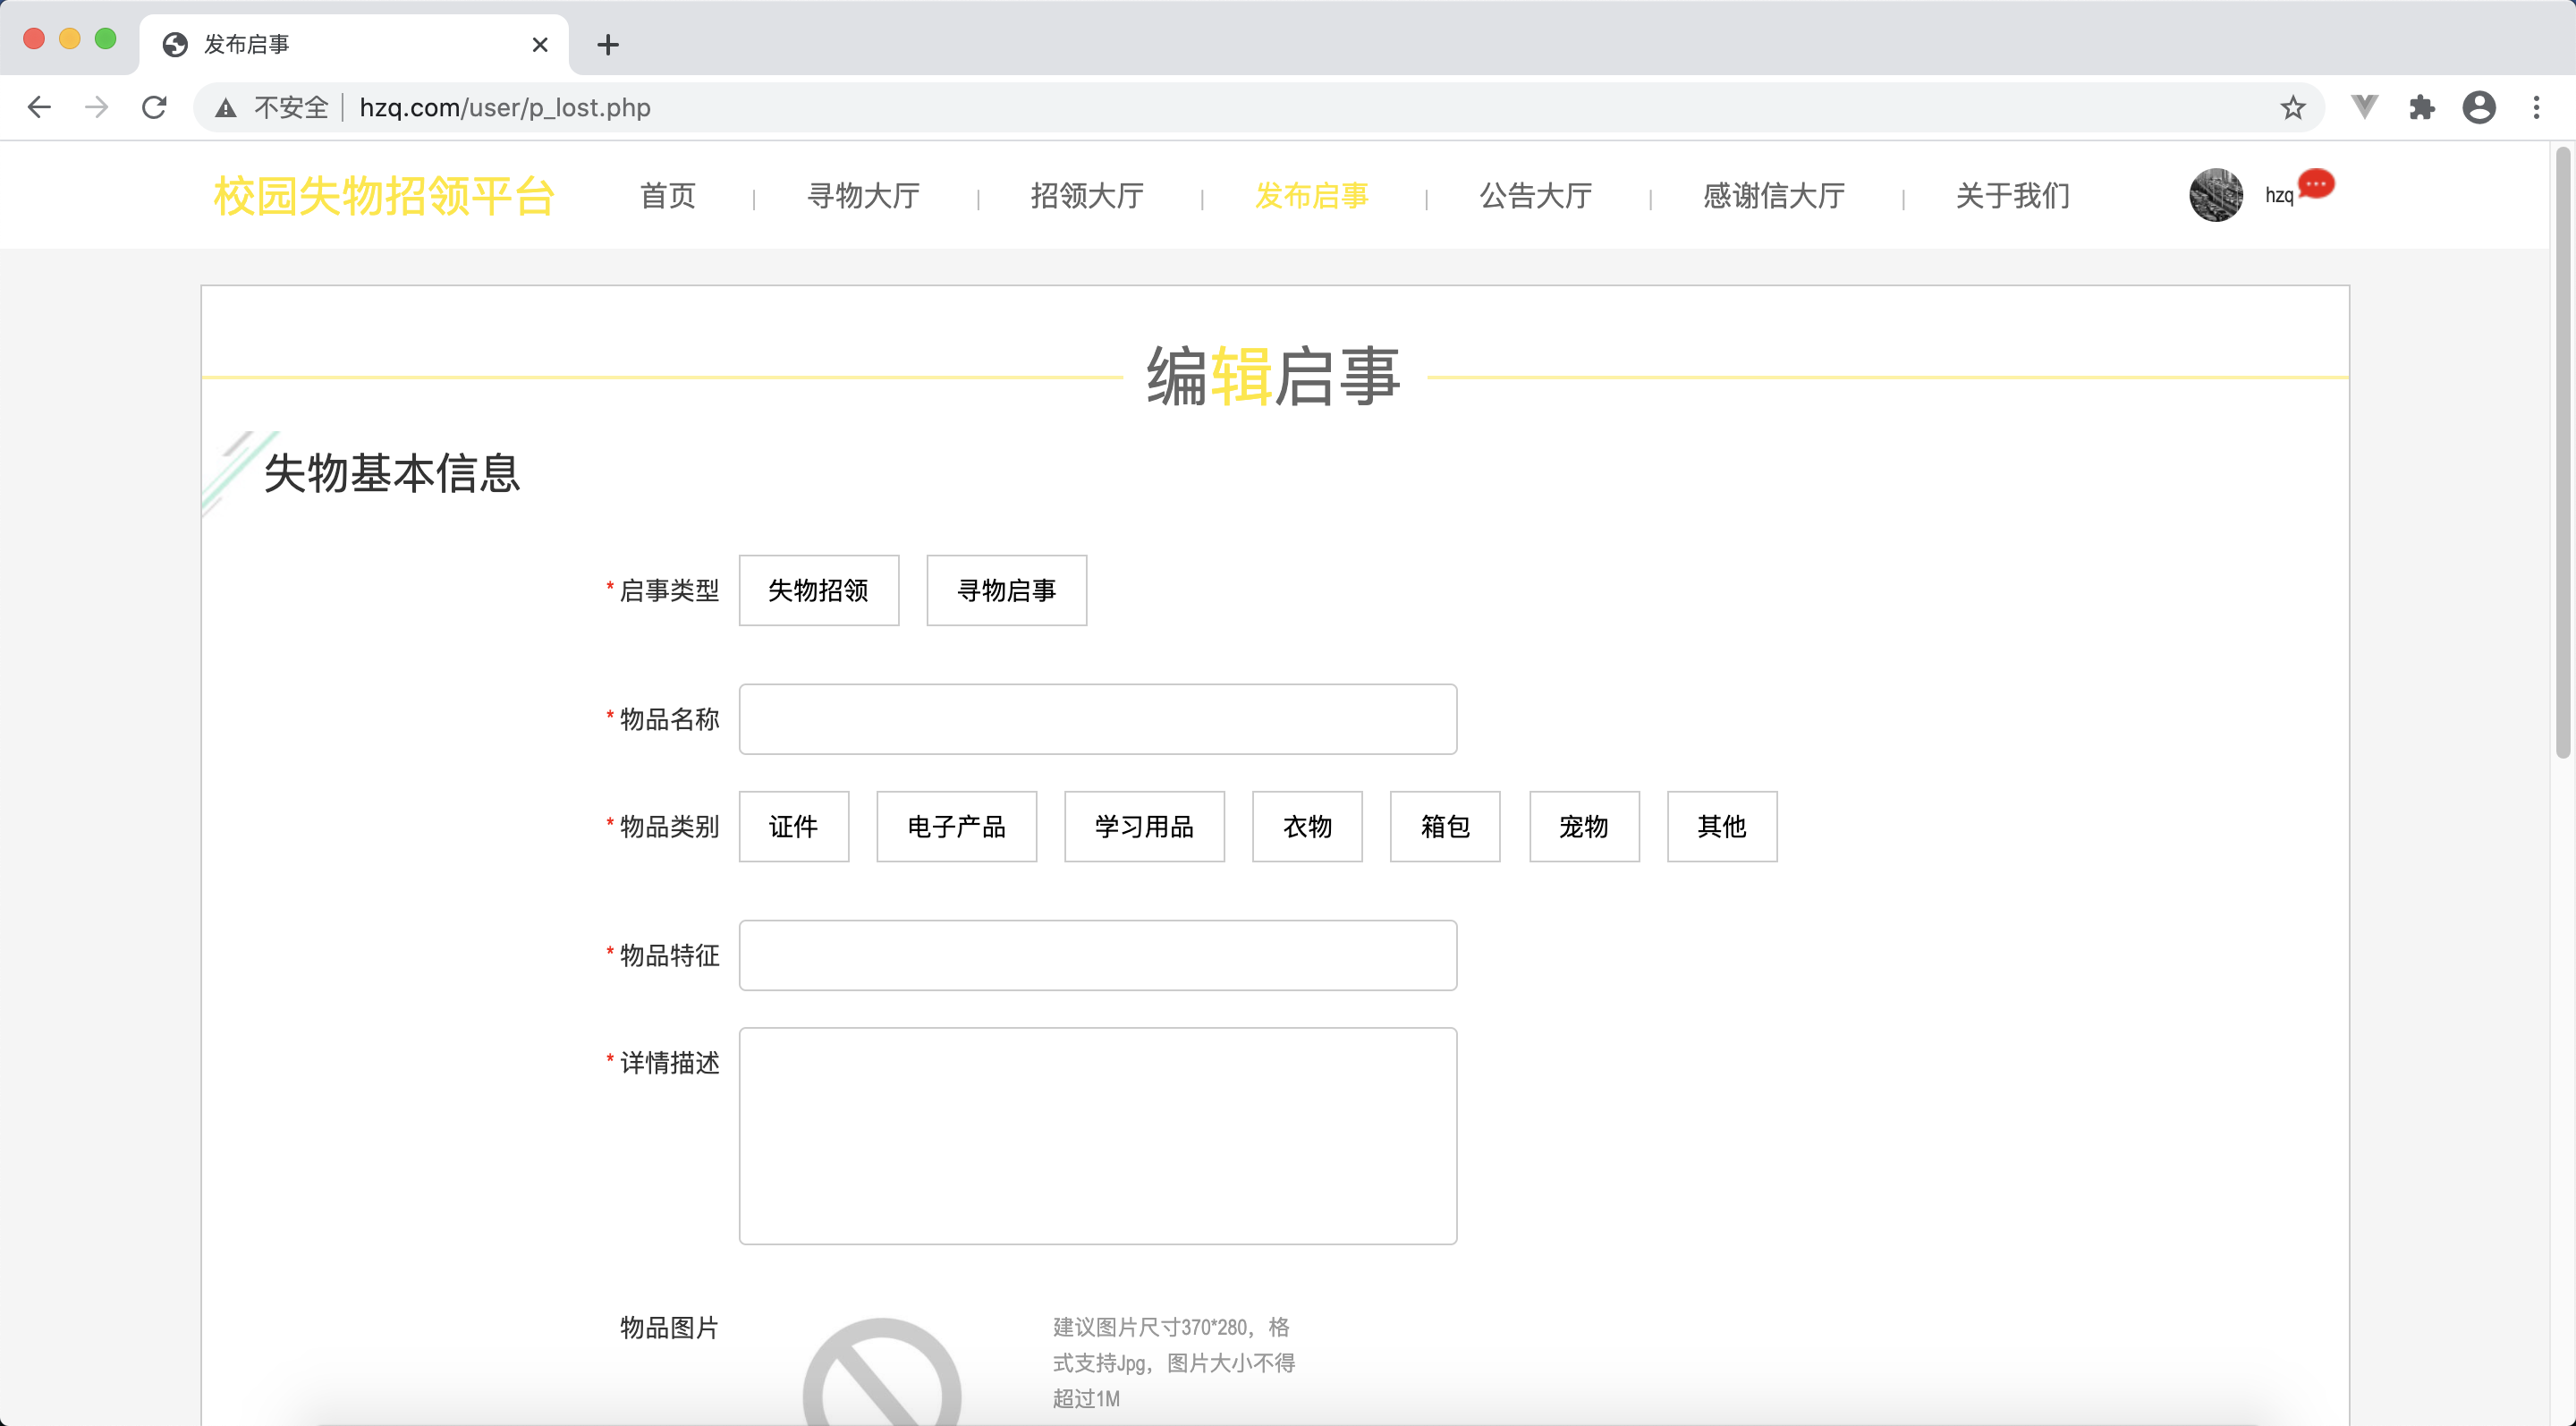 发布启事
不安全 hzq.com/user/p_lost.php
校园失物招领平台 首页 | 寻物大厅 | 招领大厅 | 发布启事 | 公告大厅 | 感谢信大厅 | 关于我们 hzq
编辑启事
失物基本信息
* 启事类型 失物招领 寻物启事
* 物品名称
* 物品类别 证件 电子产品 学习用品 衣物 箱包 宠物 其他
* 物品特征
* 详情描述
物品图片 建议图片尺寸370*280，格
式支持Jpg，图片大小不得
超过1M